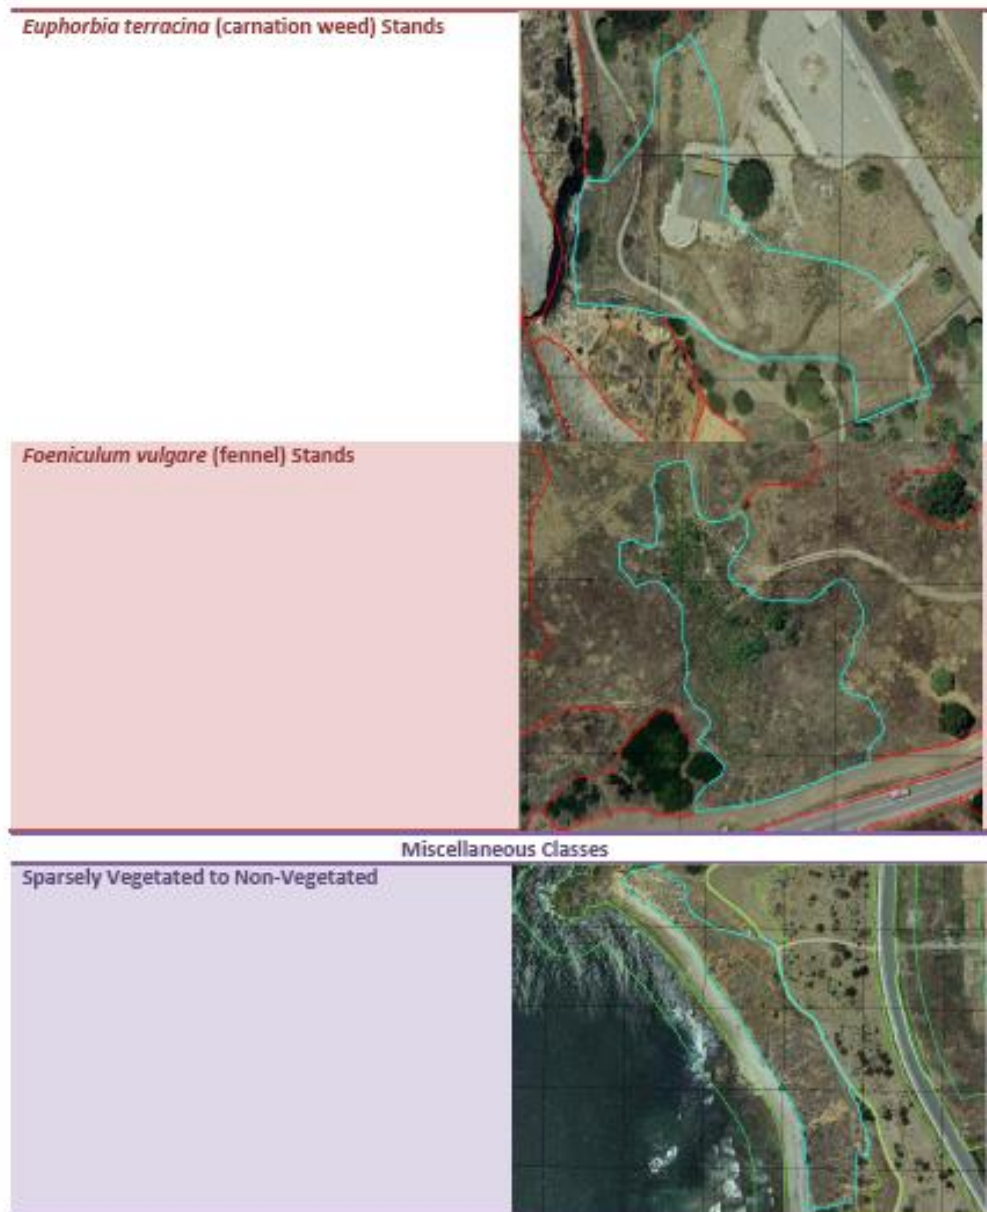 Euphorbia terracina (carnation weed) Stands
Foeniculum vulgare (fennel) Stands
Miscellaneous Classes
Sparsely Vegetated to Non-Vegetated